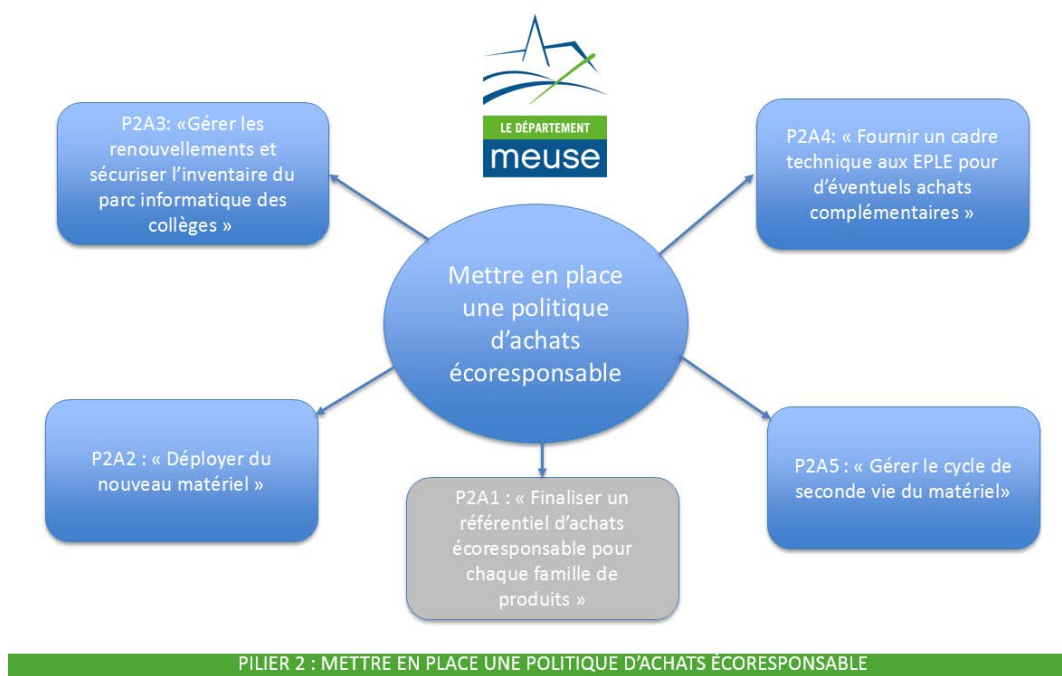 LE DÉPARTEMENT
meuse
P2A3: «Gérer les
renouvellements et
sécuriser l'inventaire du
parc informatique des
collèges »
P2A4: « Fournir un cadre
technique aux EPLE pour
d'éventuels achats
complémentaires »
Mettre en place
une politique
d'achats
écoresponsable
P2A2 : « Déployer du
nouveau matériel »
P2A5 : « Gérer le cycle de
seconde vie du matériel»
P2A1 : « Finaliser un
référentiel d'achats
écoresponsable pour
chaque famille de
produits »
PILIER 2 : METTRE EN PLACE UNE POLITIQUE D'ACHATS ÉCORESPONSABLE